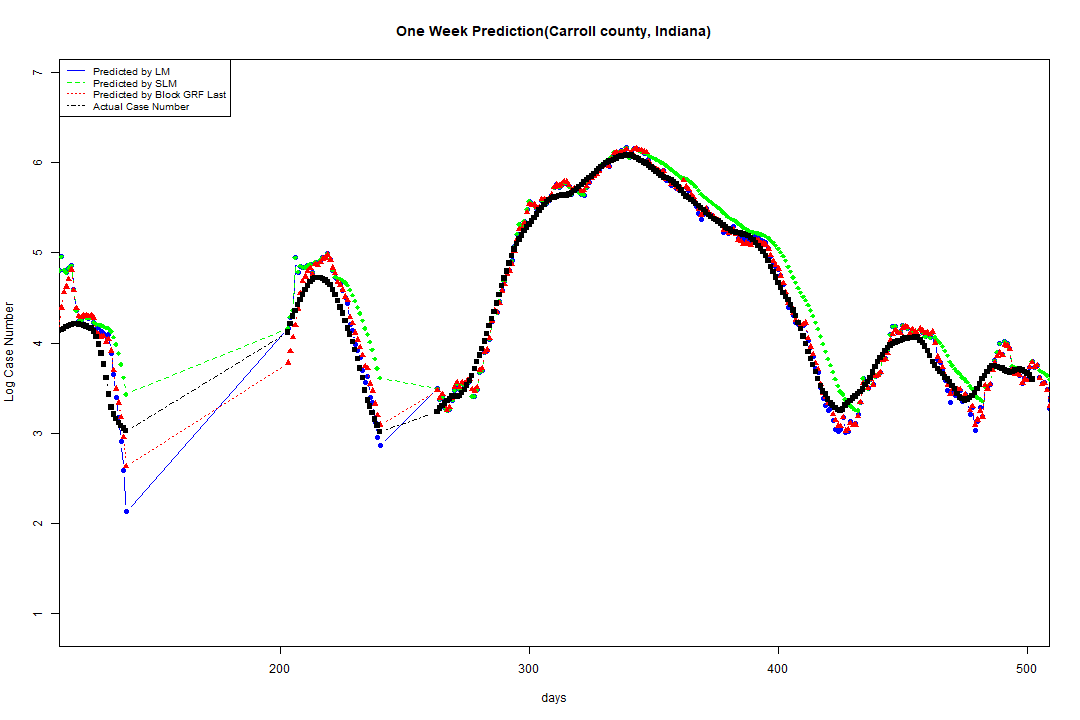 One Week Prediction(Carroll county, Indiana)
Predicted by LM
Predicted by SLM
Predicted by Block GRF Last
Actual Case Number
7
6
5
4
3
2
1
Log Case Number
200
300
400
500
days